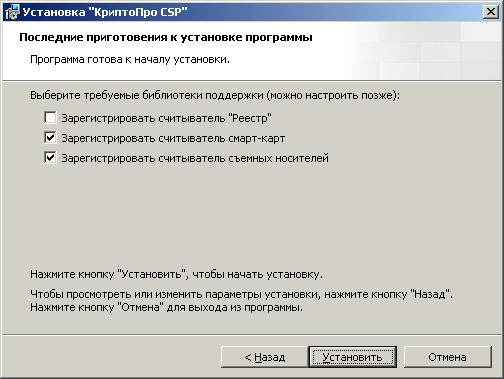 Установка "КриптоПро CSP"
Последние приготовления к установке программы
Программа готова к началу установки.
Выберите требуемые библиотеки поддержки (можно настроить позже):
Зарегистрировать считыватель "Реестр"
Зарегистрировать считыватель смарт-карт
Зарегистрировать считыватель съемных носителей
Нажмите кнопку "Установить", чтобы начать установку.
Чтобы просмотреть или изменить параметры установки, нажмите кнопку "Назад".
Нажмите кнопку "Отмена" для выхода из программы.
< Назад Установить Отмена